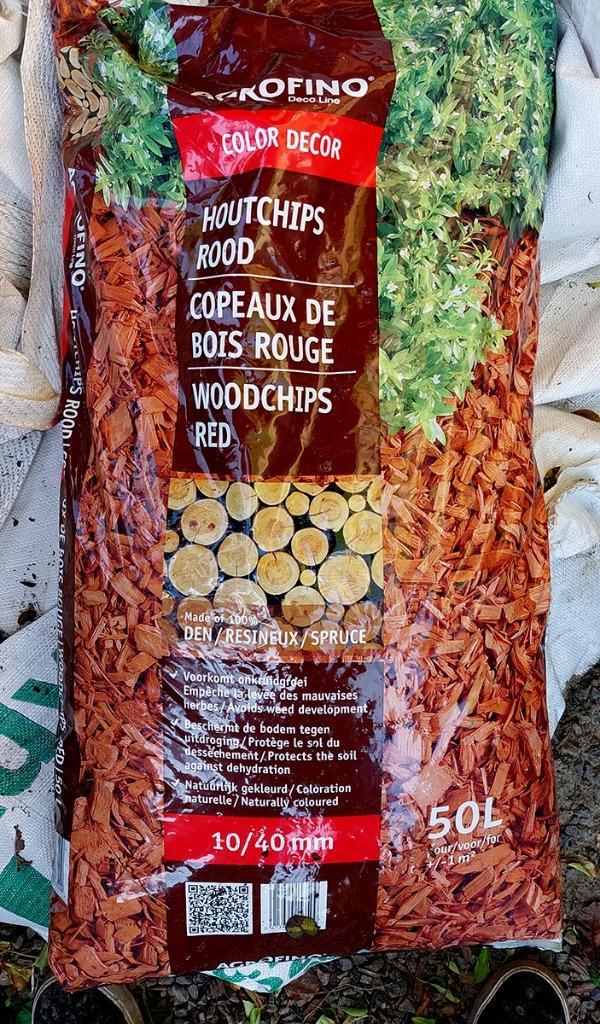 AGROFINO®
Deco Line
COLOR DECOR
HOUTCHIPS
ROOD
COPEAUX DE
BOIS ROUGE
WOODCHIPS
RED
Made of 100%
DEN / RESINEUX / SPRUCE
✓ Voorkomt onkruidgroei
Empêche la levée des mauvaises
herbes / Avoids weed development
✓ Beschermt de bodem tegen
uitdroging / Protège le sol du
dessèchement / Protects the soil
against dehydration
✓ Natuurlijk gekleurd / Coloration
naturelle / Naturally coloured
10/40 mm
50L
pour/voor/for
+/-1 m²
AGROFINO